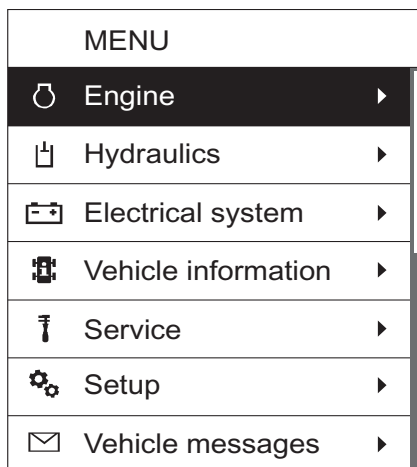 MENU
Engine
Hydraulics
Electrical system
Vehicle information
Service
Setup
Vehicle messages